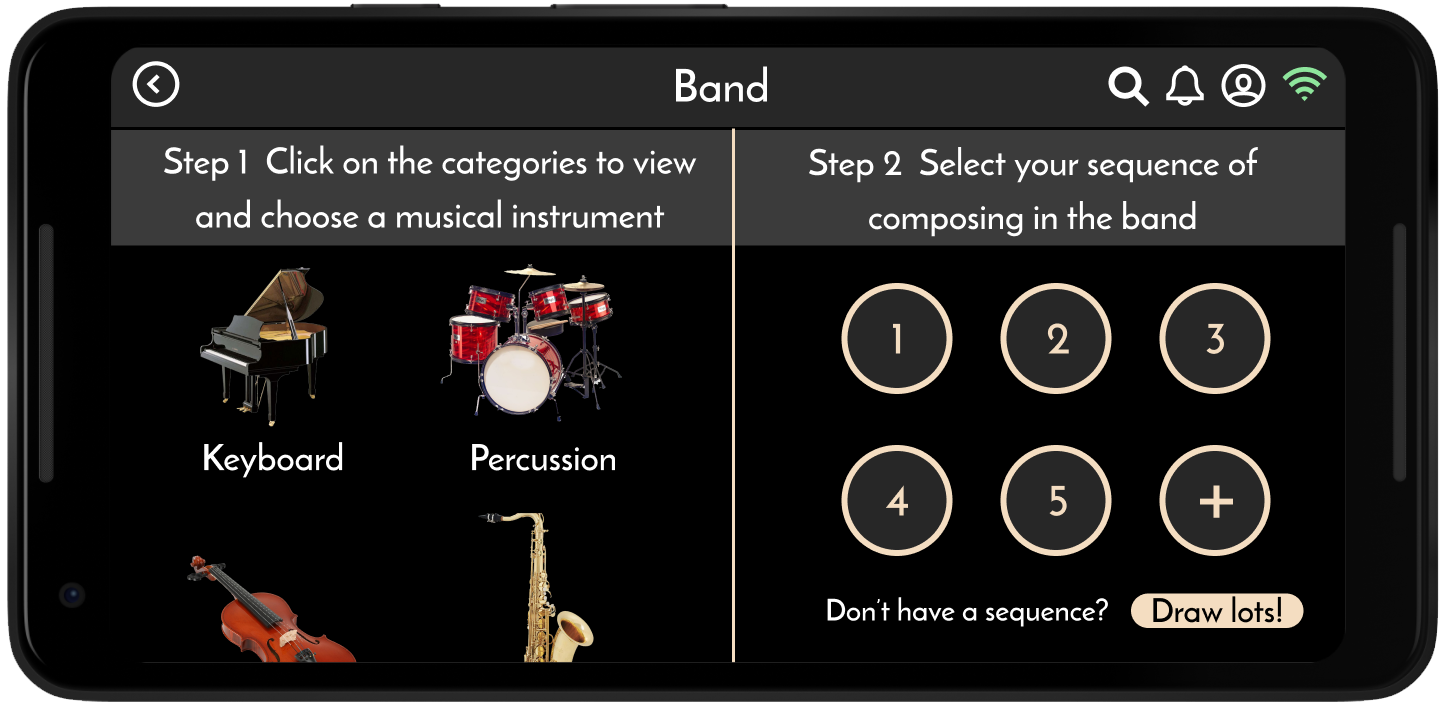 Band
Step 1 Click on the categories to view
and choose a musical instrument
Keyboard
Percussion
Step 2 Select your sequence of
composing in the band
1
2
3
4
5
+
Don't have a sequence?
Draw lots!